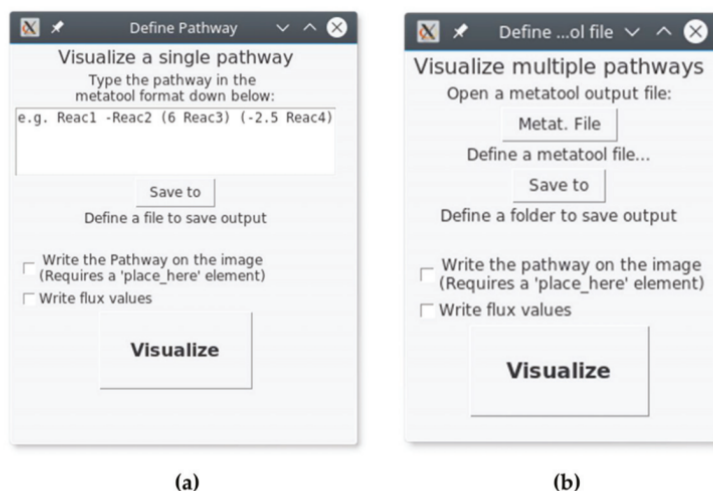 Define Pathway
Visualize a single pathway
Type the pathway in the
metatool format down below:
e.g. Reac1 -Reac2 (6 Reac3) (-2.5 Reac4)
Save to
Define a file to save output
Write the Pathway on the image
(Requires a 'place_here' element)
Write flux values
Visualize
(a)
Define ...ol file
Visualize multiple pathways
Open a metatool output file:
Metat. File
Define a metatool file...
Save to
Define a folder to save output
Write the pathway on the image
(Requires a 'place_here' element)
Write flux values
Visualize
(b)